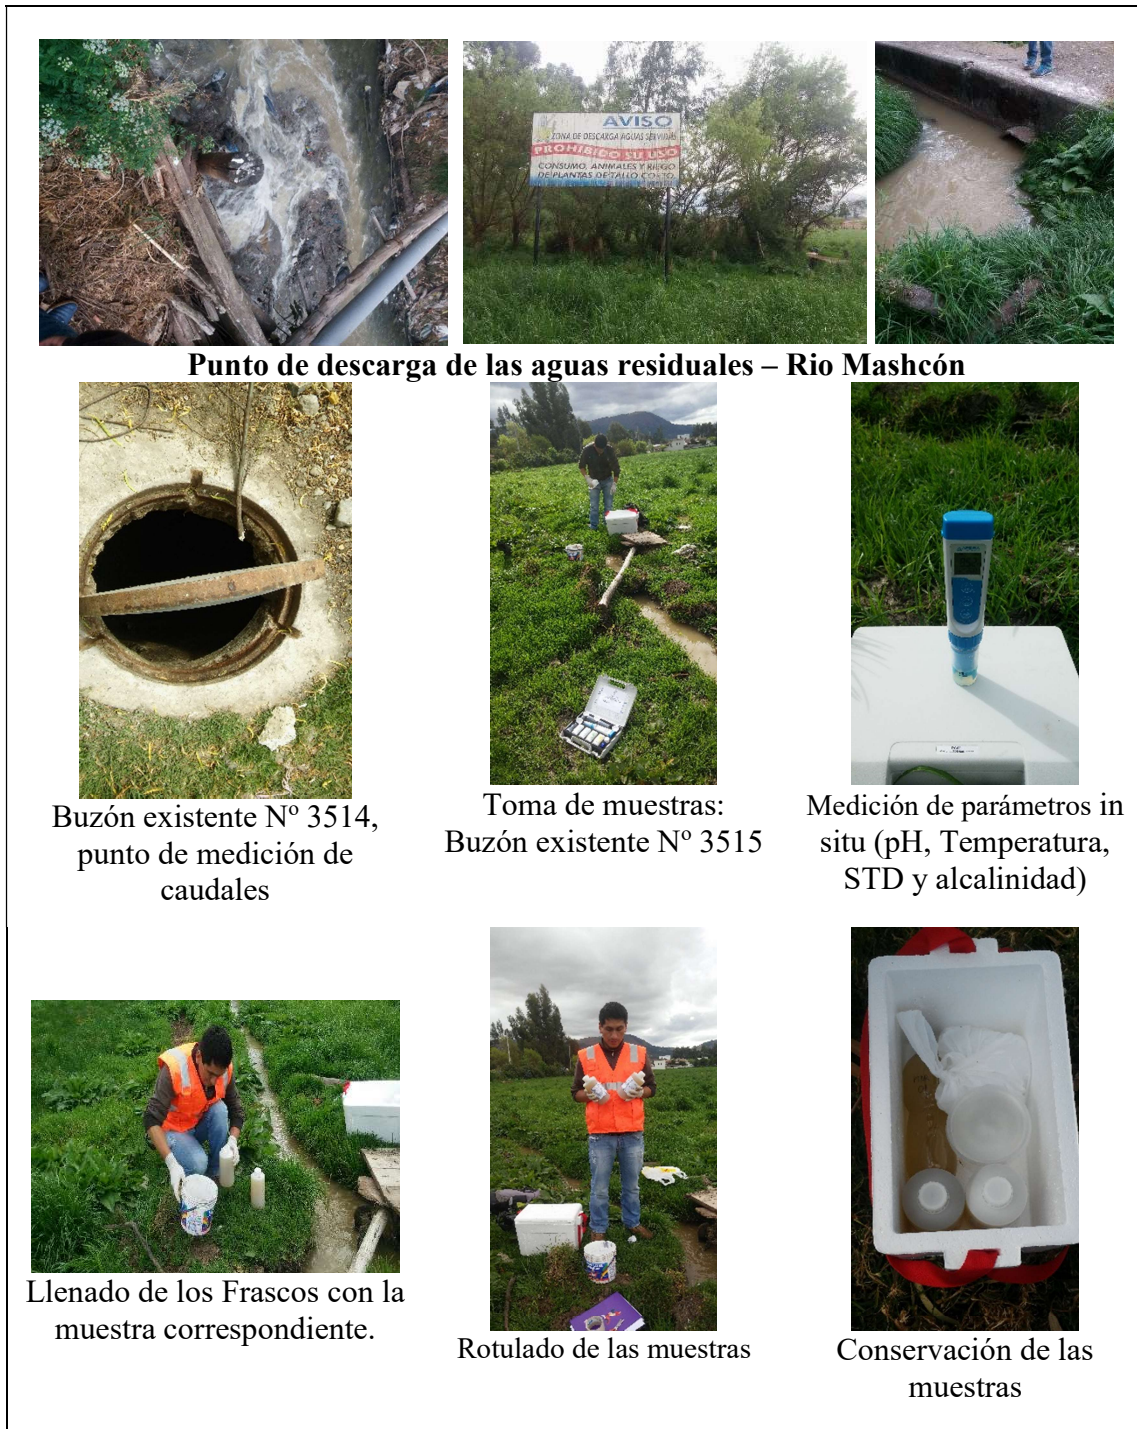 AVISO
ZONA DE DESCARGA AGUAS SERVIDAS
PROHIBIDO SU USO
CONSUMO, ANIMALES Y RIEGO
DE PLANTAS DE TALLO CORTO
Punto de descarga de las aguas residuales – Rio Mashcón
Buzón existente Nº 3514,
punto de medición de
caudales
Toma de muestras:
Buzón existente Nº 3515
Medición de parámetros in
situ (pH, Temperatura,
STD y alcalinidad)
Llenado de los Frascos con la
muestra correspondiente.
Rotulado de las muestras
Conservación de las
muestras